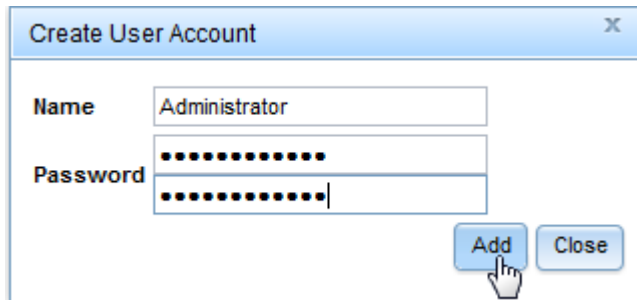 Create User Account
x
Name Administrator
Password ••••••••••••
••••••••••••
Add Close